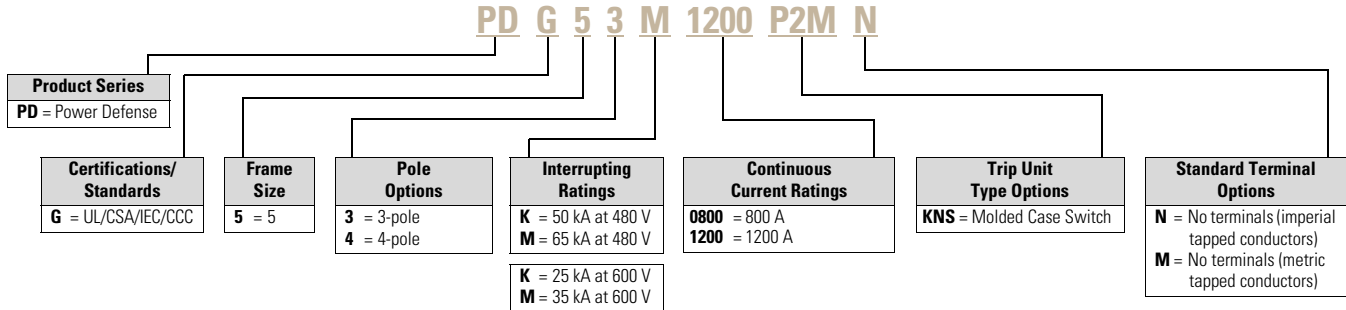 PD G 5 3 M 1200 P2M N
Product Series
PD = Power Defense
Certifications/
Standards
G = UL/CSA/IEC/CCC
Frame
Size
5 = 5
Pole
Options
3 = 3-pole
4 = 4-pole
Interrupting
Ratings
K = 50 kA at 480 V
M = 65 kA at 480 V
K = 25 kA at 600 V
M = 35 kA at 600 V
Continuous
Current Ratings
0800 = 800 A
1200 = 1200 A
Trip Unit
Type Options
KNS = Molded Case Switch
Standard Terminal
Options
N = No terminals (imperial
tapped conductors)
M = No terminals (metric
tapped conductors)